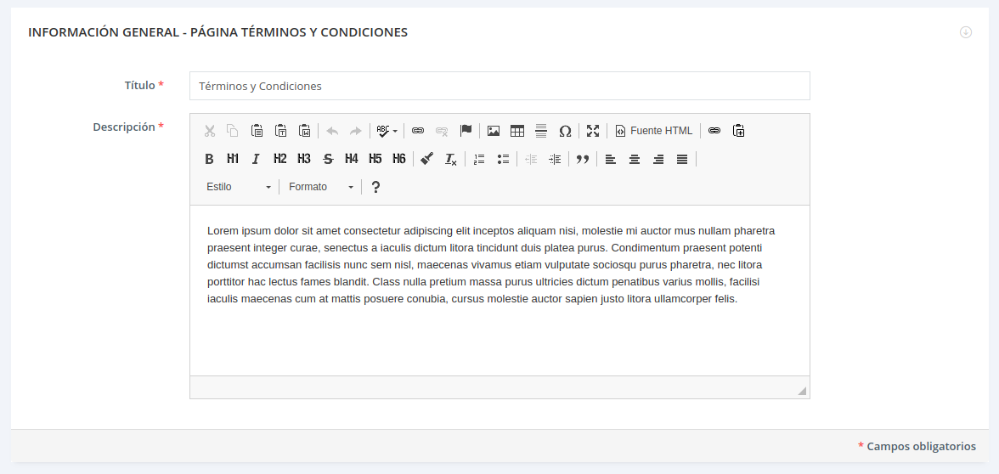 INFORMACIÓN GENERAL - PÁGINA TÉRMINOS Y CONDICIONES
Título *
Términos y Condiciones
Descripción *
ABC
Fuente HTML
B H1 I H2 H3 S H4 H5 H6
Estilo Formato ?
Lorem ipsum dolor sit amet consectetur adipiscing elit inceptos aliquam nisi, molestie mi auctor mus nullam pharetra
praesent integer curae, senectus a iaculis dictum litora tincidunt duis platea purus. Condimentum praesent potenti
dictumst accumsan facilisis nunc sem nisl, maecenas vivamus etiam vulputate sociosqu purus pharetra, nec litora
porttitor hac lectus fames blandit. Class nulla pretium massa purus ultricies dictum penatibus varius mollis, facilisi
iaculis maecenas cum at mattis posuere conubia, cursus molestie auctor sapien justo litora ullamcorper felis.
* Campos obligatorios